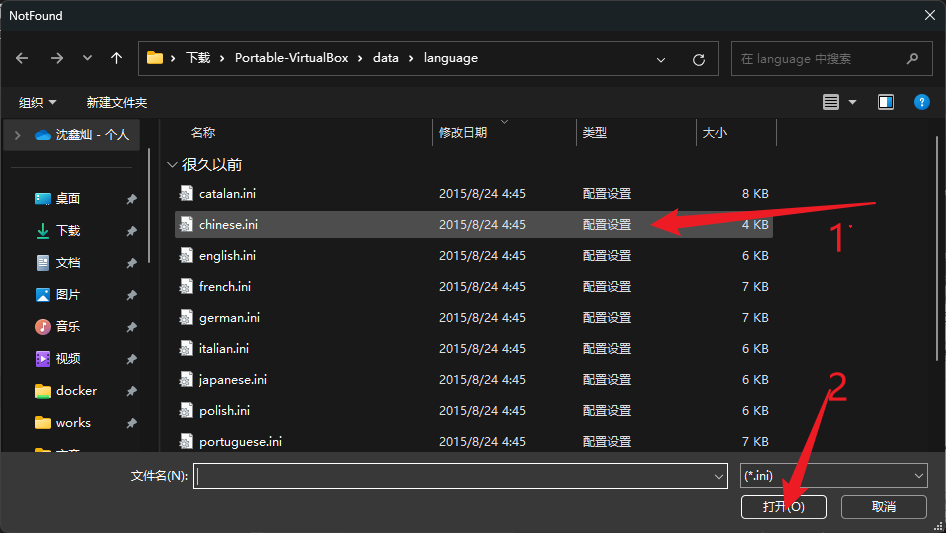 NotFound
下载 Portable-VirtualBox data language
在 language 中搜索
组织 新建文件夹
沈鑫灿 - 个人
桌面
下载
文档
图片
音乐
视频
docker
works
名称 修改日期 类型 大小
很久以前
catalan.ini 2015/8/24 4:45 配置设置 8 KB
chinese.ini 2015/8/24 4:45 配置设置 4 KB
english.ini 2015/8/24 4:45 配置设置 6 KB
french.ini 2015/8/24 4:45 配置设置 7 KB
german.ini 2015/8/24 4:45 配置设置 7 KB
italian.ini 2015/8/24 4:45 配置设置 6 KB
japanese.ini 2015/8/24 4:45 配置设置 6 KB
polish.ini 2015/8/24 4:45 配置设置 6 KB
portuguese.ini 2015/8/24 4:45 配置设置 7 KB
1
2
文件名(N): (*.ini)
打开(O) 取消